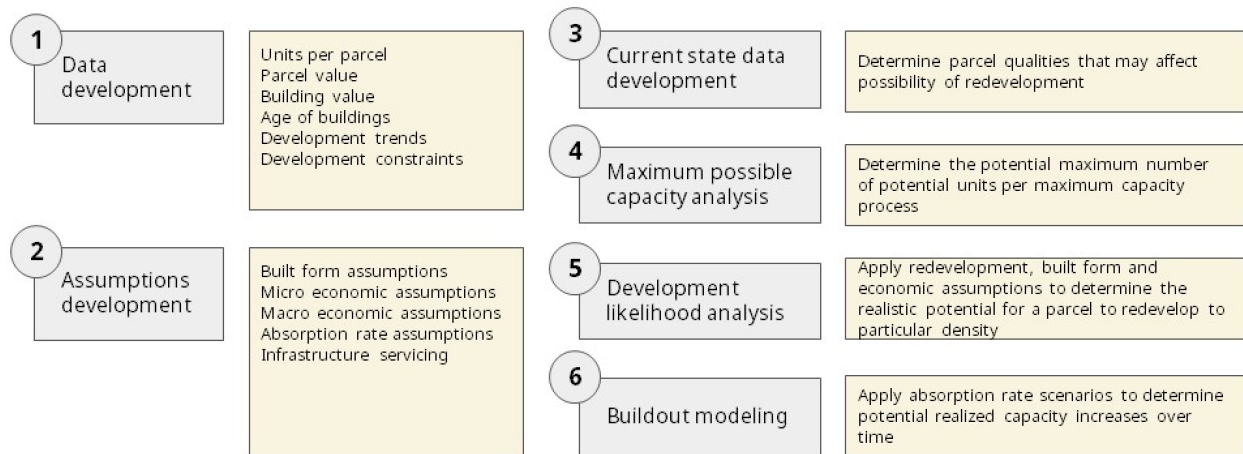 1
Data
development
Units per parcel
Parcel value
Building value
Age of buildings
Development trends
Development constraints
2
Assumptions
development
Built form assumptions
Micro economic assumptions
Macro economic assumptions
Absorption rate assumptions
Infrastructure servicing
3
Current state data
development
Determine parcel qualities that may affect
possibility of redevelopment
4
Maximum possible
capacity analysis
Determine the potential maximum number
of potential units per maximum capacity
process
5
Development
likelihood analysis
Apply redevelopment, built form and
economic assumptions to determine the
realistic potential for a parcel to redevelop to
particular density
6
Buildout modeling
Apply absorption rate scenarios to determine
potential realized capacity increases over
time